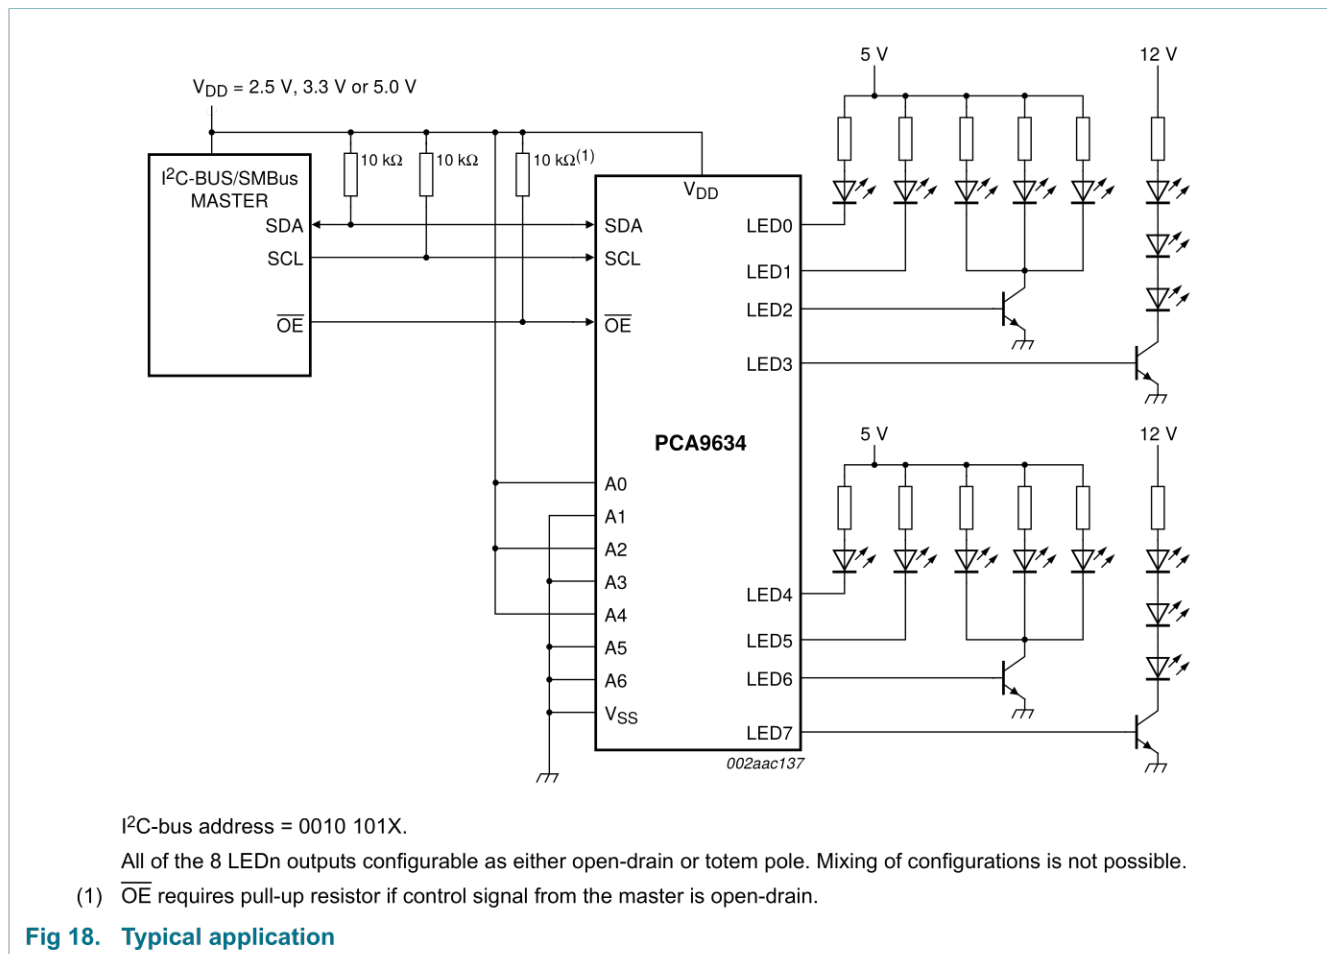 5 V
12 V
VDD = 2.5 V, 3.3 V or 5.0 V
10 kΩ
10 kΩ
10 kΩ(1)
I2C-BUS/SMBus
MASTER
SDA
SCL
OE
VDD
SDA
SCL
OE
LED0
LED1
LED2
LED3
PCA9634
5 V
12 V
A0
A1
A2
A3
A4
A5
A6
VSS
LED4
LED5
LED6
LED7
002aac137
I2C-bus address = 0010 101X.
All of the 8 LEDn outputs configurable as either open-drain or totem pole. Mixing of configurations is not possible.
(1) OE requires pull-up resistor if control signal from the master is open-drain.
Fig 18. Typical application